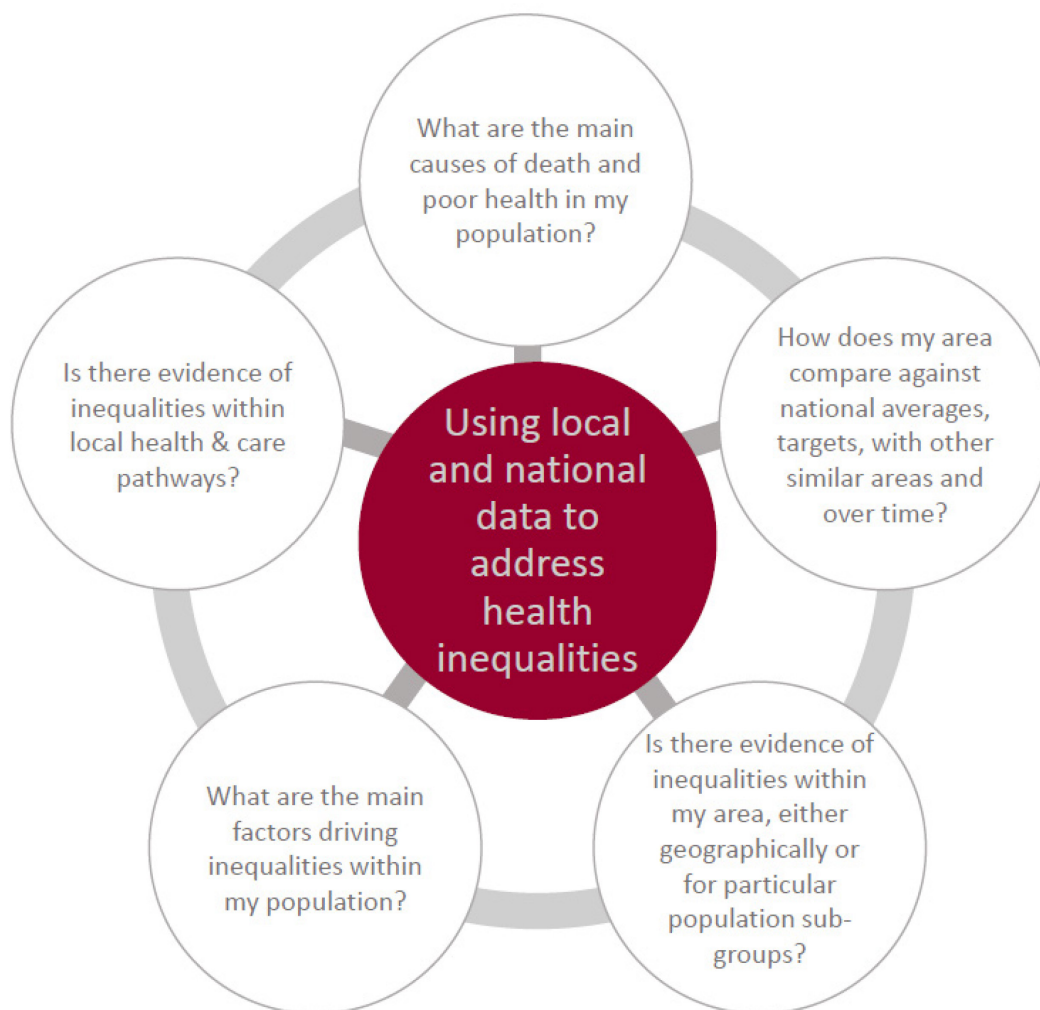 What are the main
causes of death and
poor health in my
population?
How does my area
compare against
national averages,
targets, with other
similar areas and
over time?
Is there evidence of
inequalities within
my area, either
geographically or
for particular
population sub-
groups?
What are the main
factors driving
inequalities within
my population?
Is there evidence of
inequalities within
local health & care
pathways?
Using local
and national
data to
address
health
inequalities